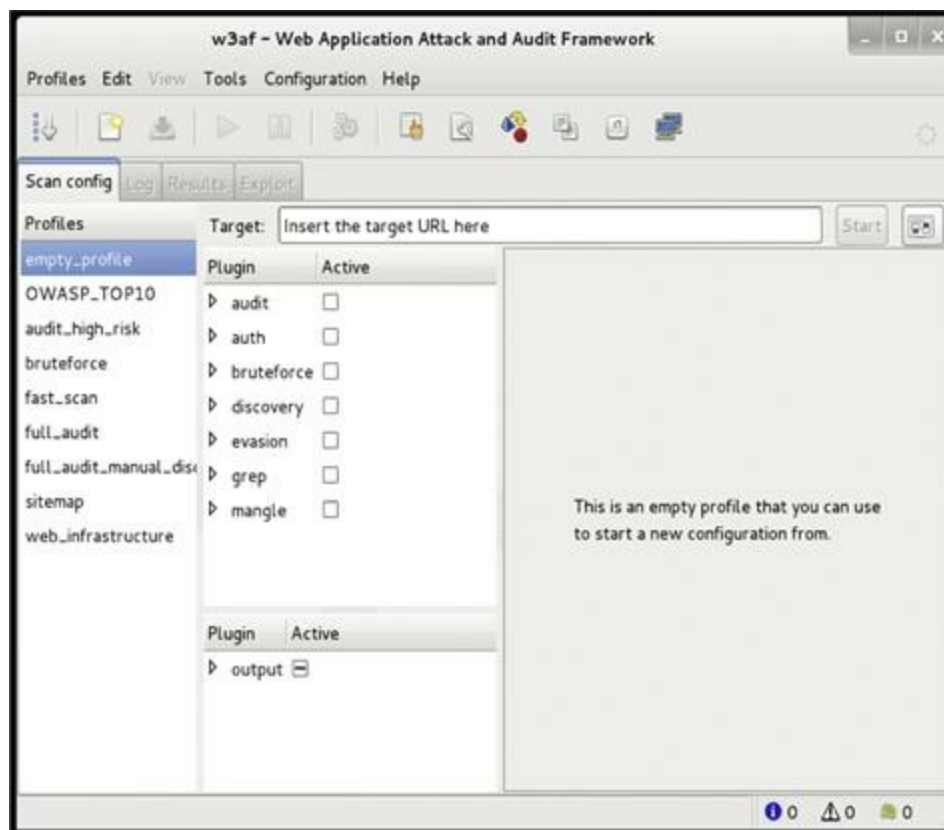 w3af - Web Application Attack and Audit Framework
Profiles Edit View Tools Configuration Help
Scan config Log Results Exploit
Profiles
empty_profile
OWASP_TOP10
audit_high_risk
bruteforce
fast_scan
full_audit
full_audit_manual_disc
sitemap
web_infrastructure
Target: Insert the target URL here Start
Plugin Active
audit
auth
bruteforce
discovery
evasion
grep
mangle
Plugin Active
output
This is an empty profile that you can use
to start a new configuration from.
0 0 0